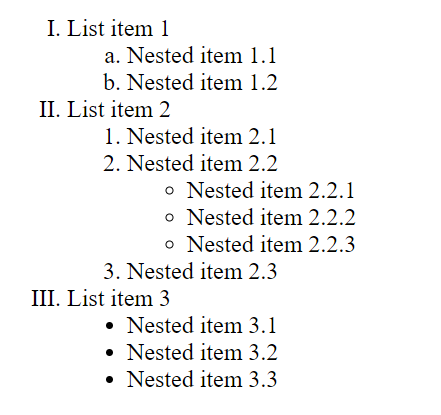 I. List item 1
a. Nested item 1.1
b. Nested item 1.2
II. List item 2
1. Nested item 2.1
2. Nested item 2.2
◦ Nested item 2.2.1
◦ Nested item 2.2.2
◦ Nested item 2.2.3
3. Nested item 2.3
III. List item 3
• Nested item 3.1
• Nested item 3.2
• Nested item 3.3